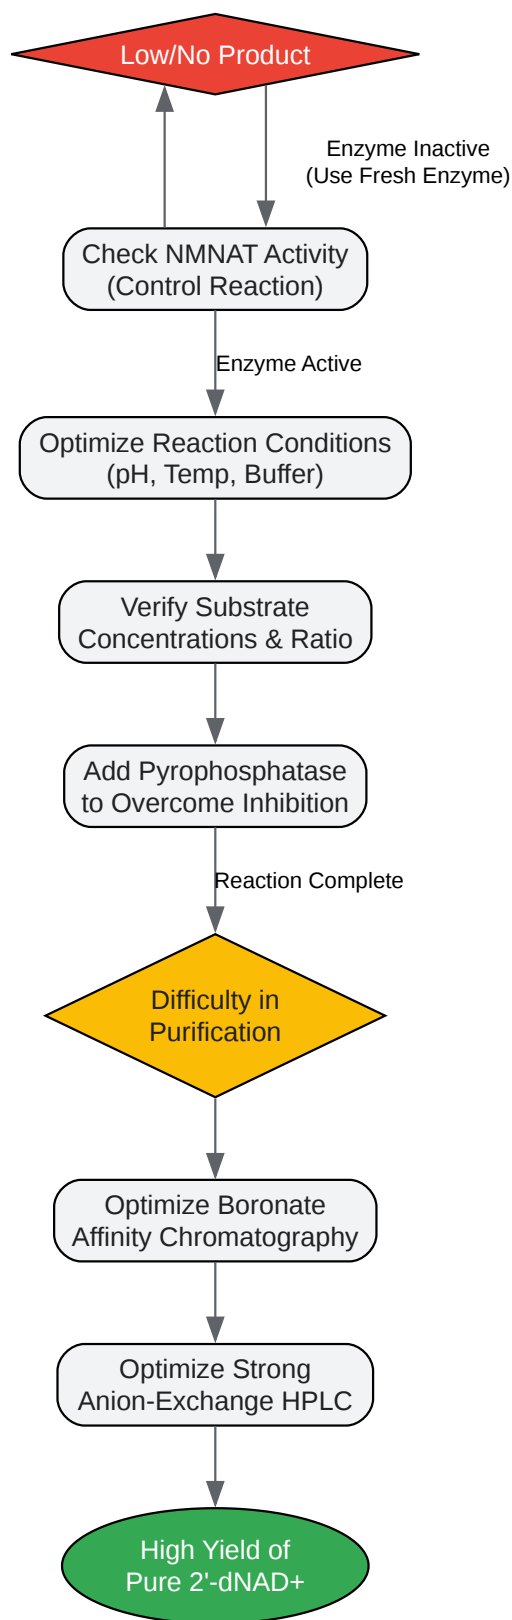 Low/No Product
Enzyme Inactive
(Use Fresh Enzyme)
Check NMNAT Activity
(Control Reaction)
Enzyme Active
Optimize Reaction Conditions
(pH, Temp, Buffer)
Verify Substrate
Concentrations & Ratio
Add Pyrophosphatase
to Overcome Inhibition
Reaction Complete
Difficulty in
Purification
Optimize Boronate
Affinity Chromatography
Optimize Strong
Anion-Exchange HPLC
High Yield of
Pure 2'-dNAD+